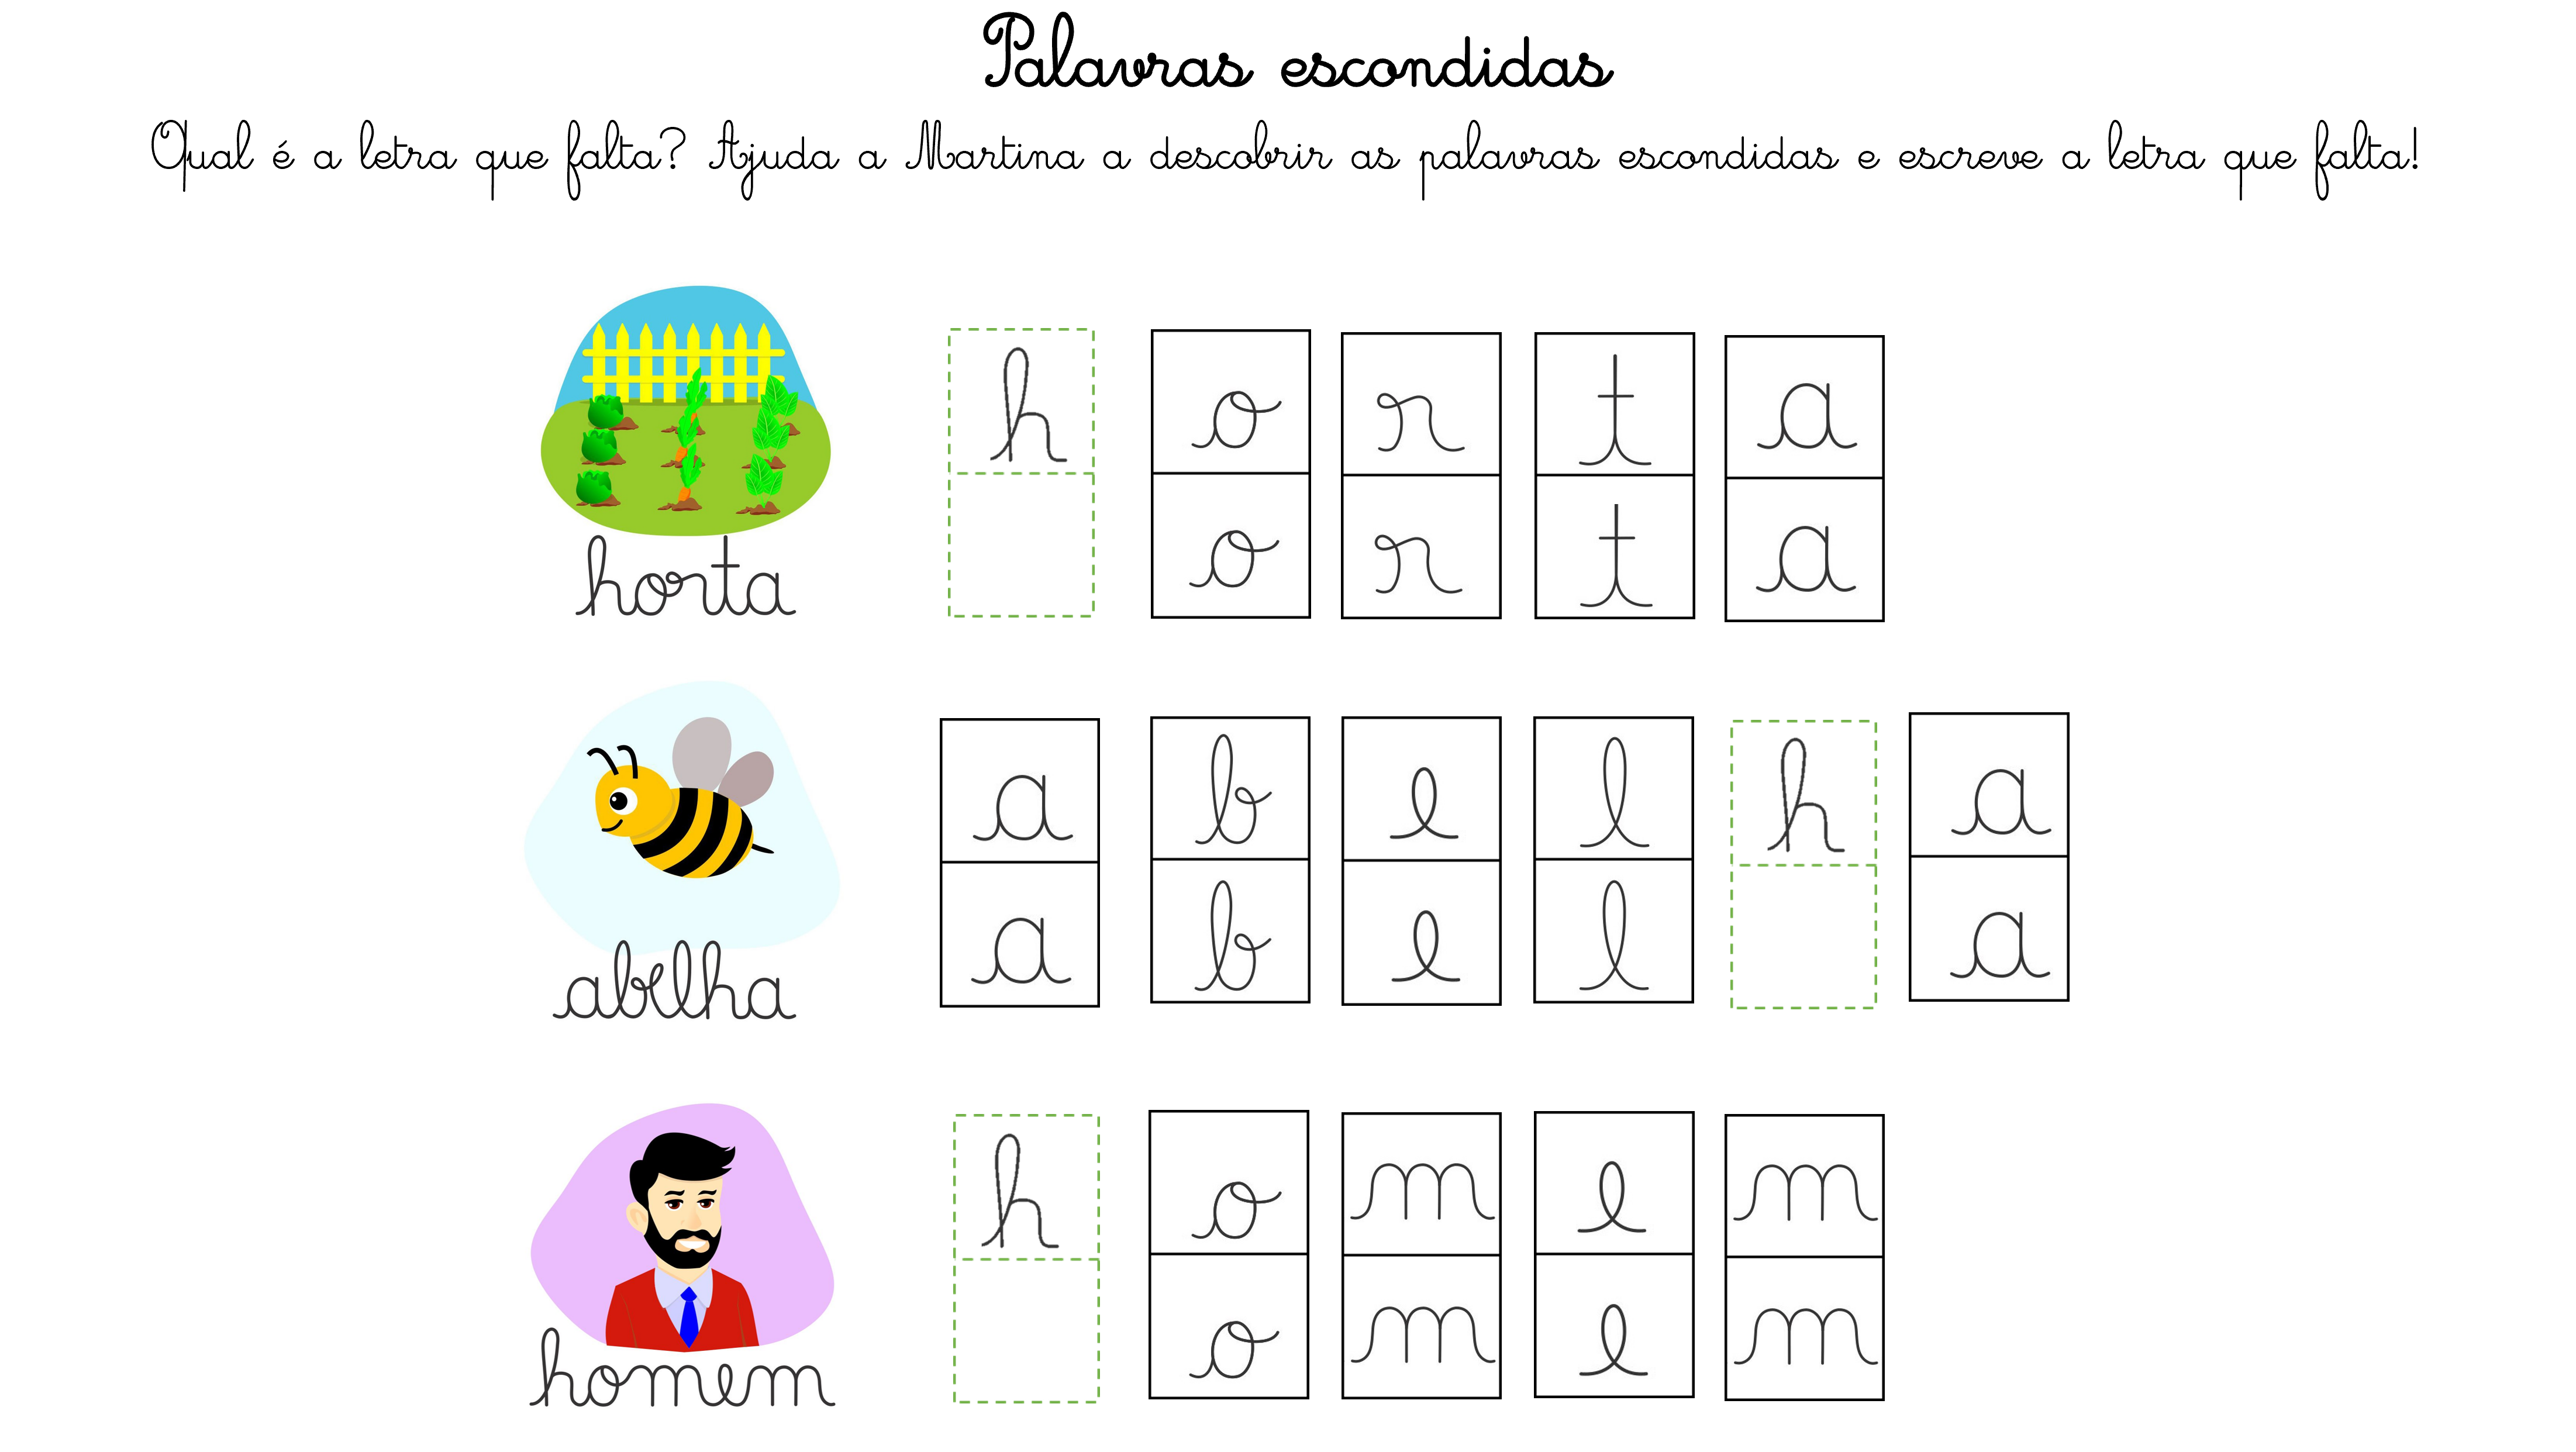 Palavras escondidas
Qual é a letra que falta? Ajuda a Martina a descobrir as palavras escondidas e escreve a letra que falta!
h o r t a
o r t a
horta
a b e l h a
a b e l a
abelha
h o m e m
o m e m
homem